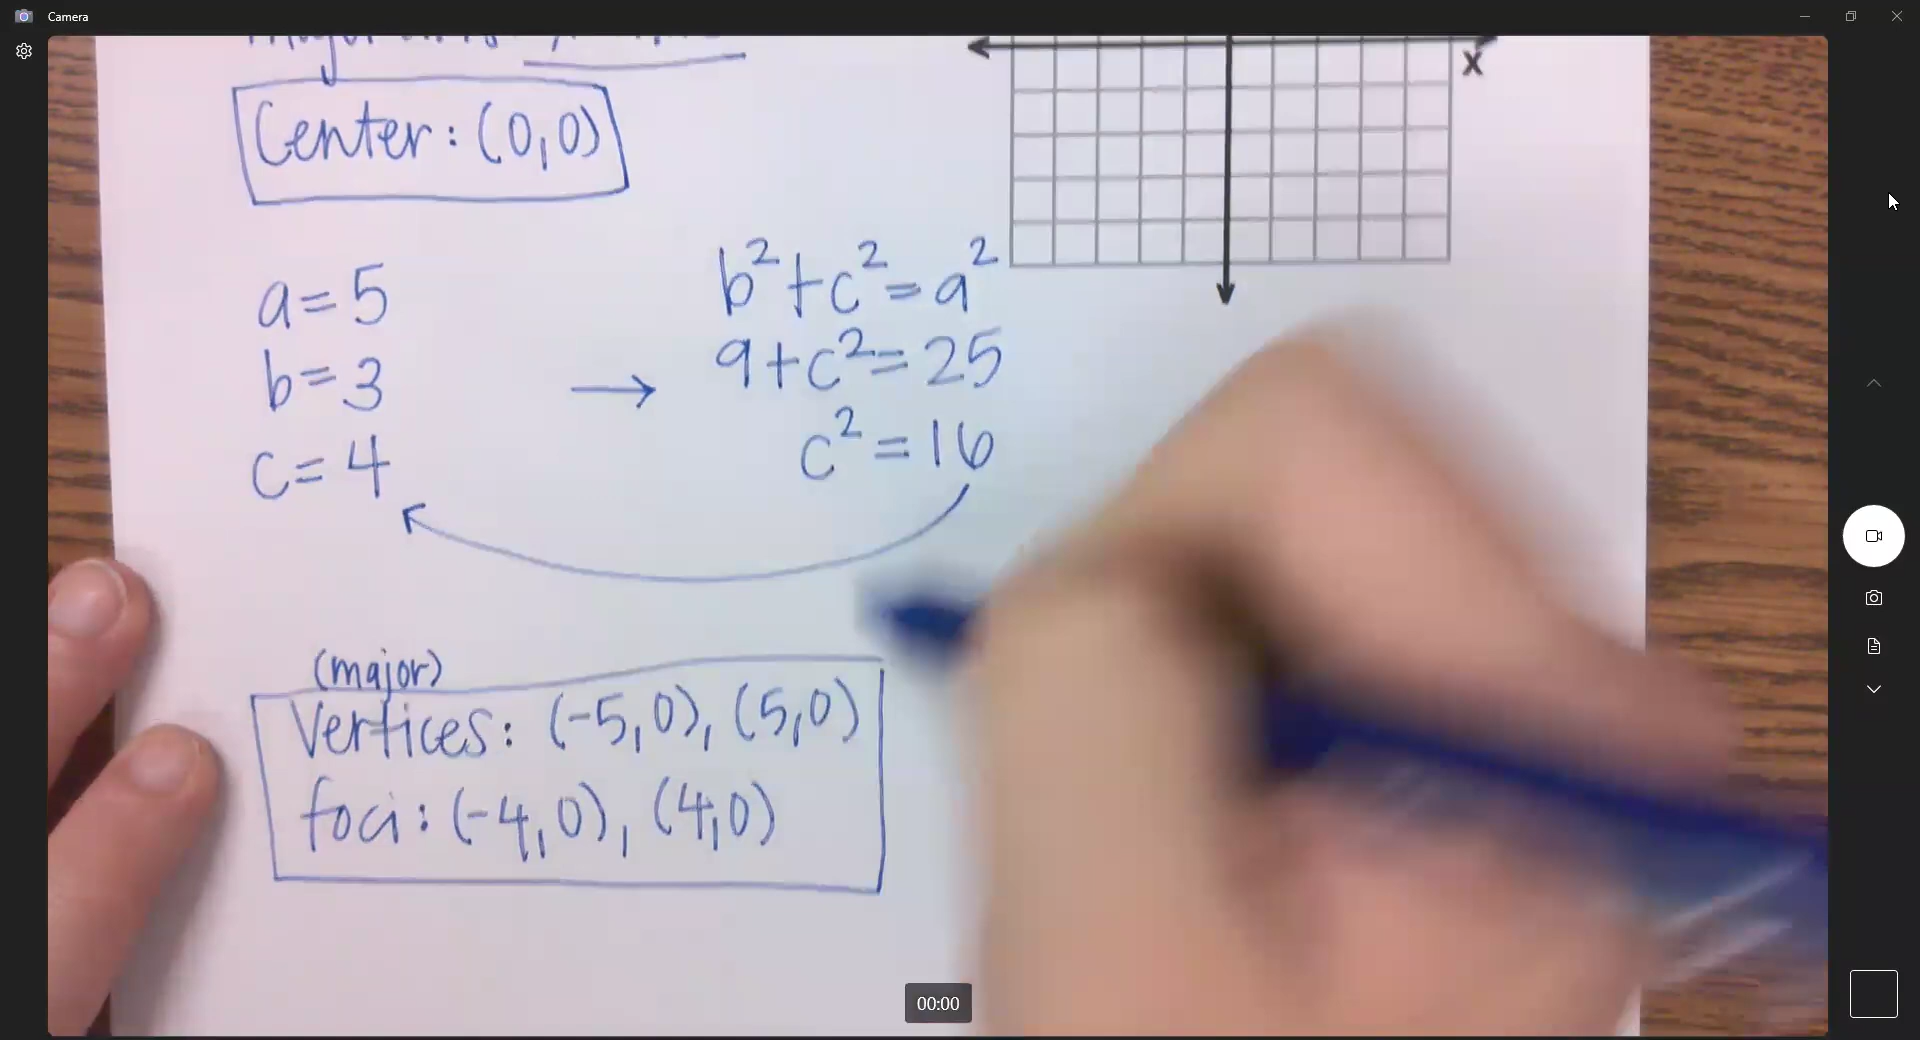 Camera
x
Center: (0,0)
a=5
b=3
c=4
→
b²+c²=a²
9+c²=25
c²=16
(major)
Vertices: (-5,0), (5,0)
foci: (-4,0), (4,0)
00:00